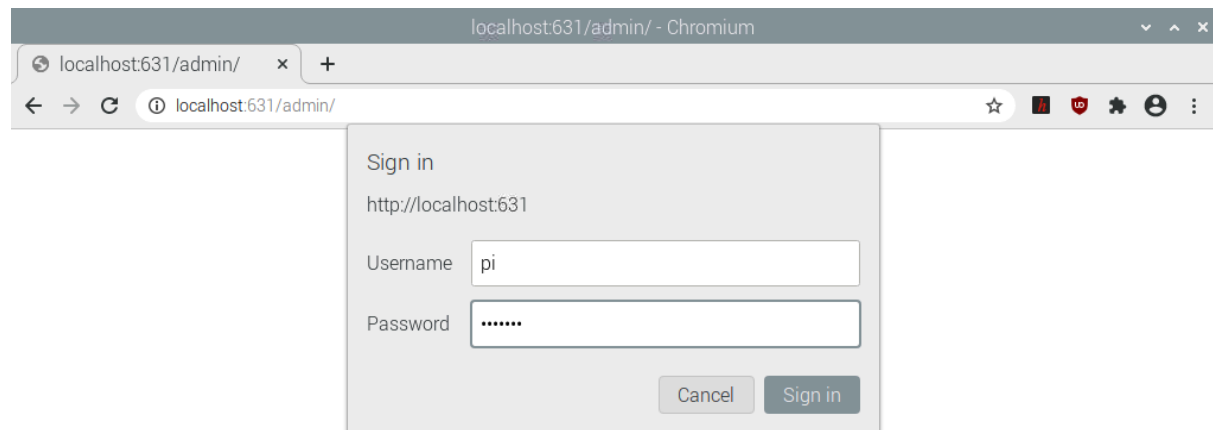 localhost:631/admin/ - Chromium
localhost:631/admin/
localhost:631/admin/
Sign in
http://localhost:631
Username pi
Password •••••••
Cancel Sign in